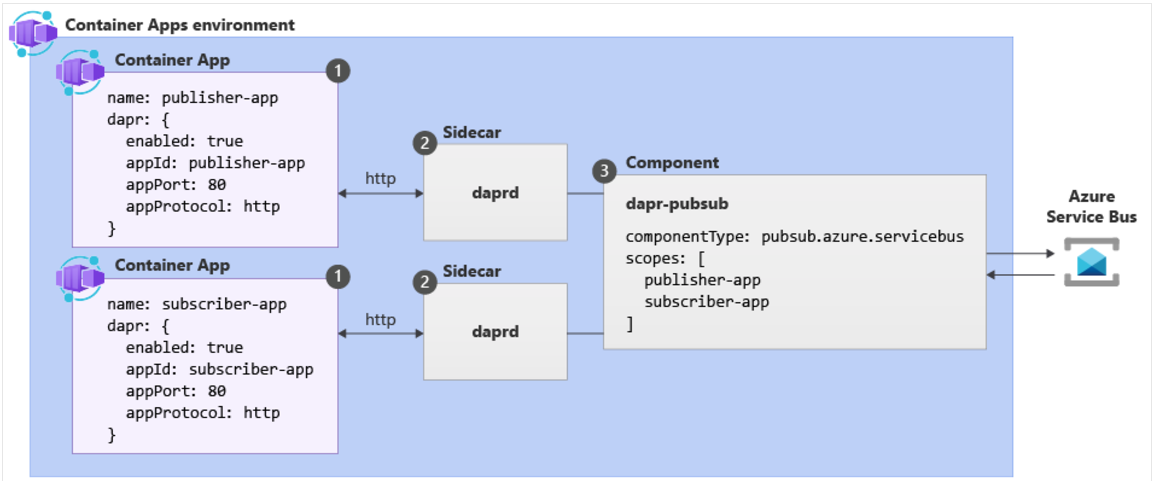 Container Apps environment
Container App
1
name: publisher-app
dapr: {
enabled: true
appId: publisher-app
appPort: 80
appProtocol: http
}
http
2
Sidecar
daprd
Container App
1
name: subscriber-app
dapr: {
enabled: true
appId: subscriber-app
appPort: 80
appProtocol: http
}
http
2
Sidecar
daprd
3
Component
dapr-pubsub
componentType: pubsub.azure.servicebus
scopes: [
publisher-app
subscriber-app
]
Azure
Service Bus